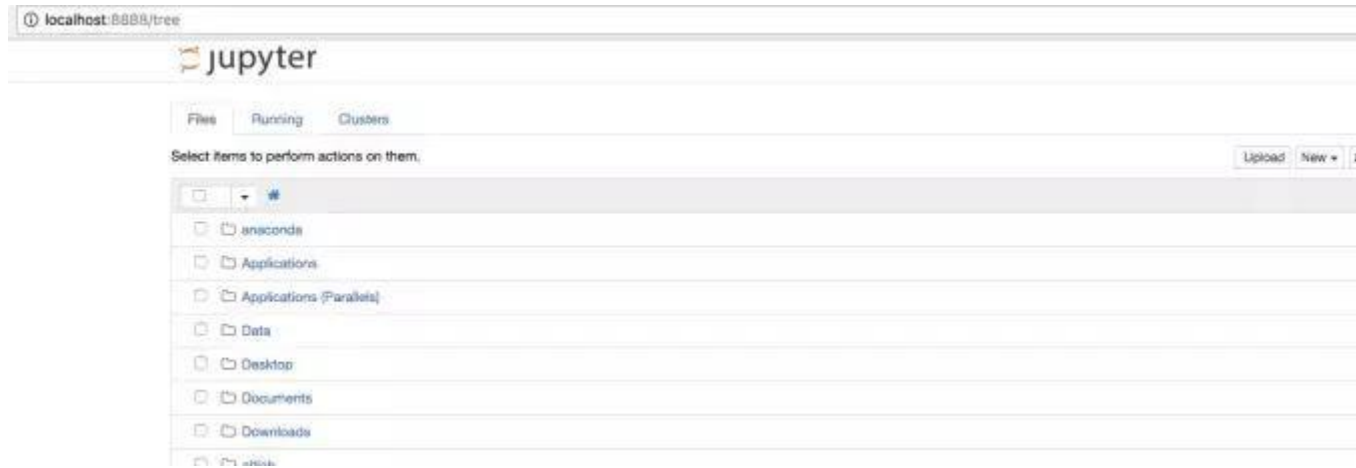 localhost:8888/tree
jupyter
Files Running Clusters
Select items to perform actions on them.
Upload New
anaconda
Applications
Applications (Parallels)
Data
Desktop
Documents
Downloads